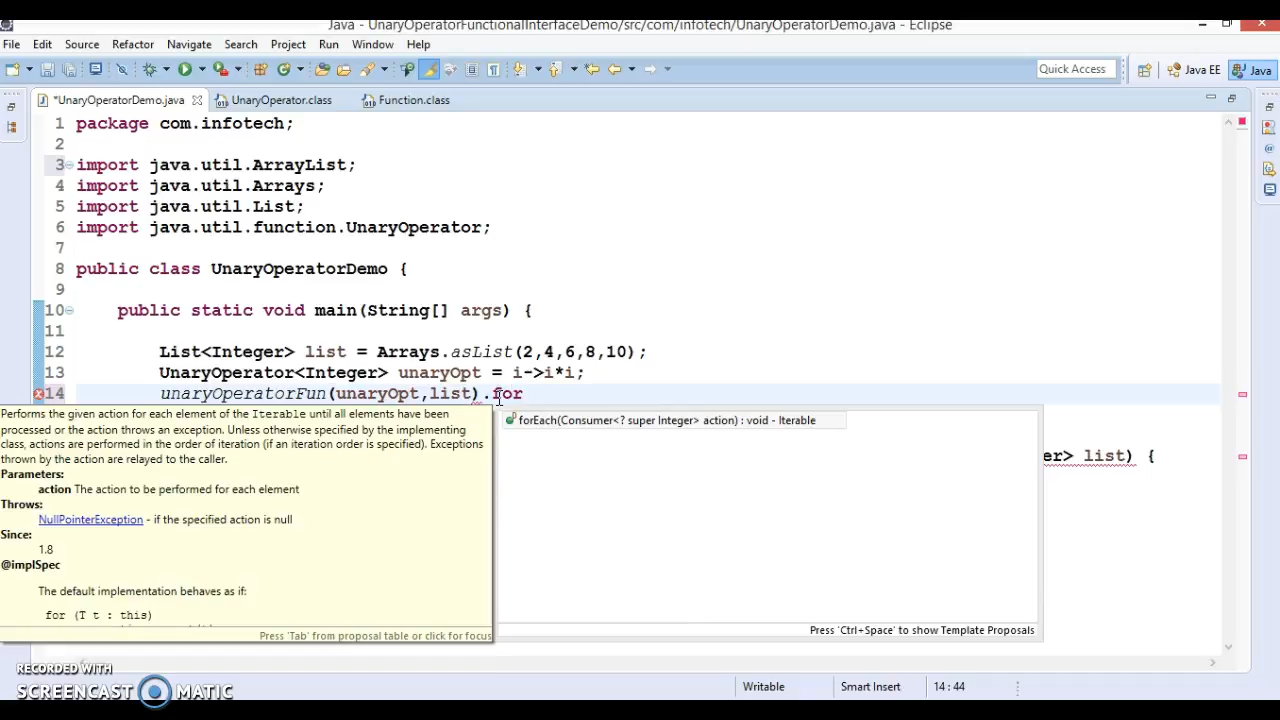 Java - UnaryOperatorFunctionalInterfaceDemo/src/com/infotech/UnaryOperatorDemo.java - Eclipse
File Edit Source Refactor Navigate Search Project Run Window Help
Quick Access Java EE Java
*UnaryOperatorDemo.java UnaryOperator.class Function.class
1 package com.infotech;
2
3 import java.util.ArrayList;
4 import java.util.Arrays;
5 import java.util.List;
6 import java.util.function.UnaryOperator;
7
8 public class UnaryOperatorDemo {
9
10 public static void main(String[] args) {
11
12 List<Integer> list = Arrays.asList(2,4,6,8,10);
13 UnaryOperator<Integer> unaryOpt = i->i*i;
14 unaryOperatorFun(unaryOpt,list).for
Performs the given action for each element of the Iterable until all elements have been
processed or the action throws an exception. Unless otherwise specified by the implementing
class, actions are performed in the order of iteration (if an iteration order is specified). Exceptions
thrown by the action are relayed to the caller.
Parameters:
action The action to be performed for each element
Throws:
NullPointerException - if the specified action is null
Since:
1.8
@implSpec
The default implementation behaves as if:
for (T t : this)
Press 'Tab' from proposal table or click for focus
forEach(Consumer<? super Integer> action) : void - Iterable
er> list) {
Press 'Ctrl+Space' to show Template Proposals
RECORDED WITH
SCREENCAST MATIC
Writable Smart Insert 14 : 44